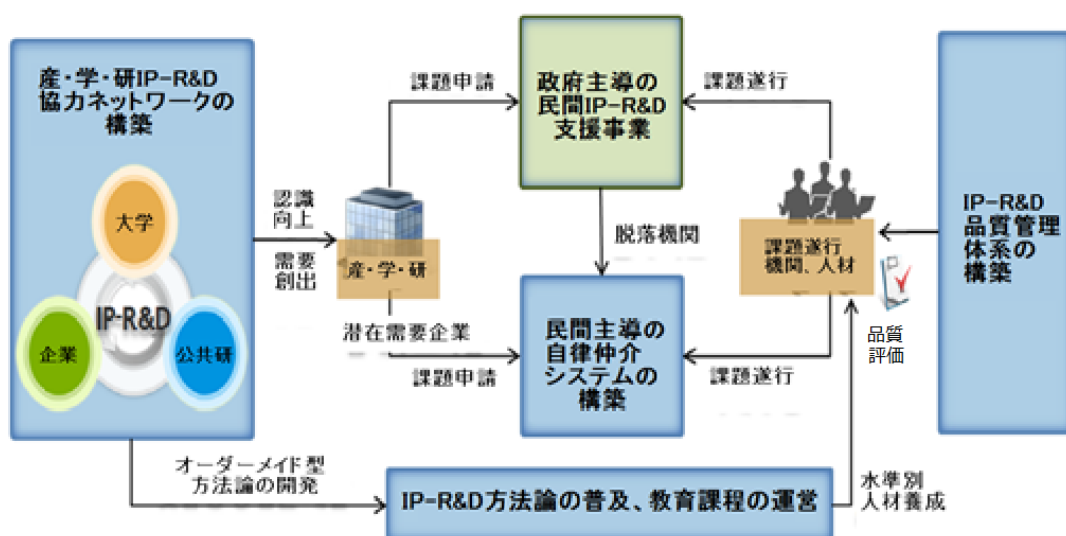 産・学・研IP-R&D
協力ネットワークの
構築
大学
IP-R&D
企業
公共研
認識
向上
需要
創出
産・学・研
課題申請
政府主導の
民間IP-R&D
支援事業
課題遂行
脱落機関
潜在需要企業
課題申請
民間主導の
自律仲介
システムの
構築
課題遂行
課題遂行
機関、人材
品質
評価
IP-R&D
品質管理
体系の
構築
オーダーメイド型
方法論の開発
IP-R&D方法論の普及、教育課程の運営
水準別
人材養成